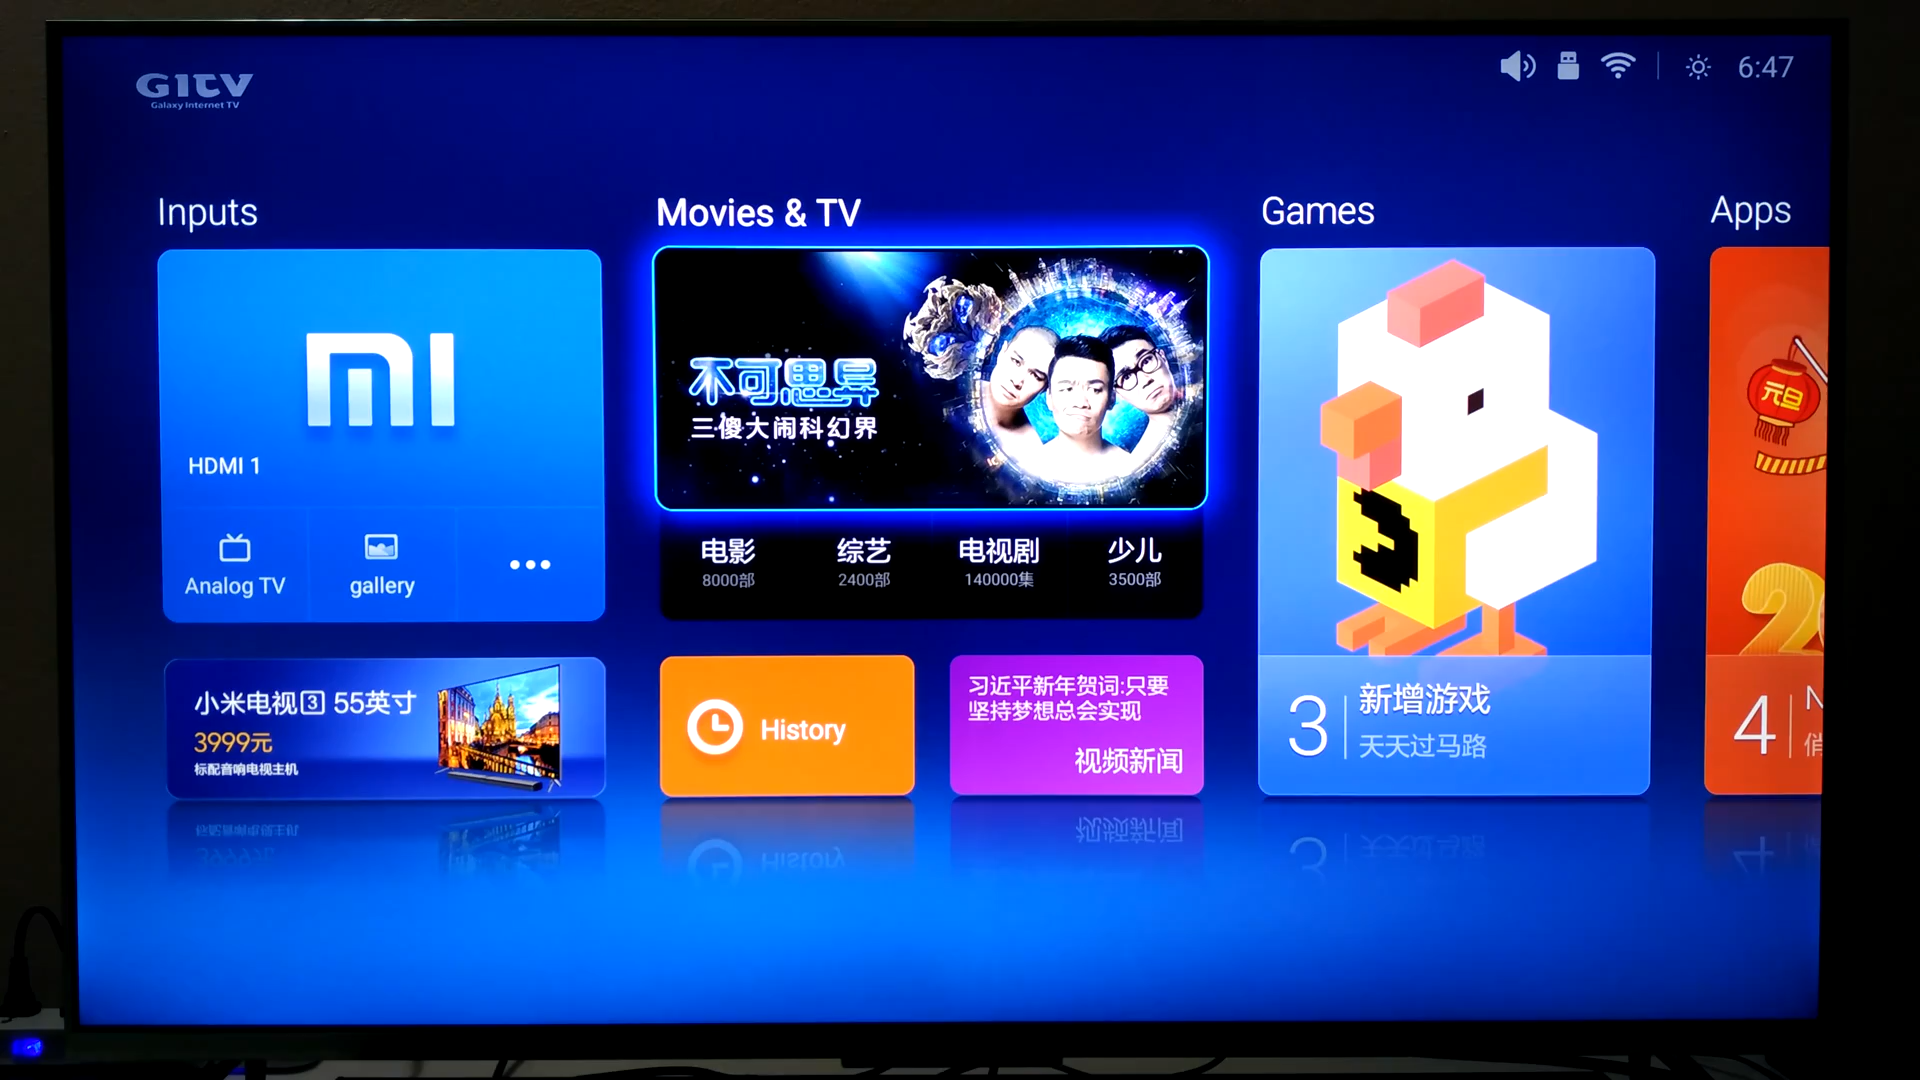 GITV
Galaxy Internet TV
6:47
Inputs
Movies & TV
Games
Apps
HDMI 1
不可思异
三傻大闹科幻界
元旦
Analog TV
gallery
电影
综艺
电视剧
少儿
8000部
2400部
140000集
3500部
小米电视3 55英寸
3999元
标配音响电视主机
History
习近平新年贺词:只要
坚持梦想总会实现
视频新闻
3
新增游戏
天天过马路
2
4